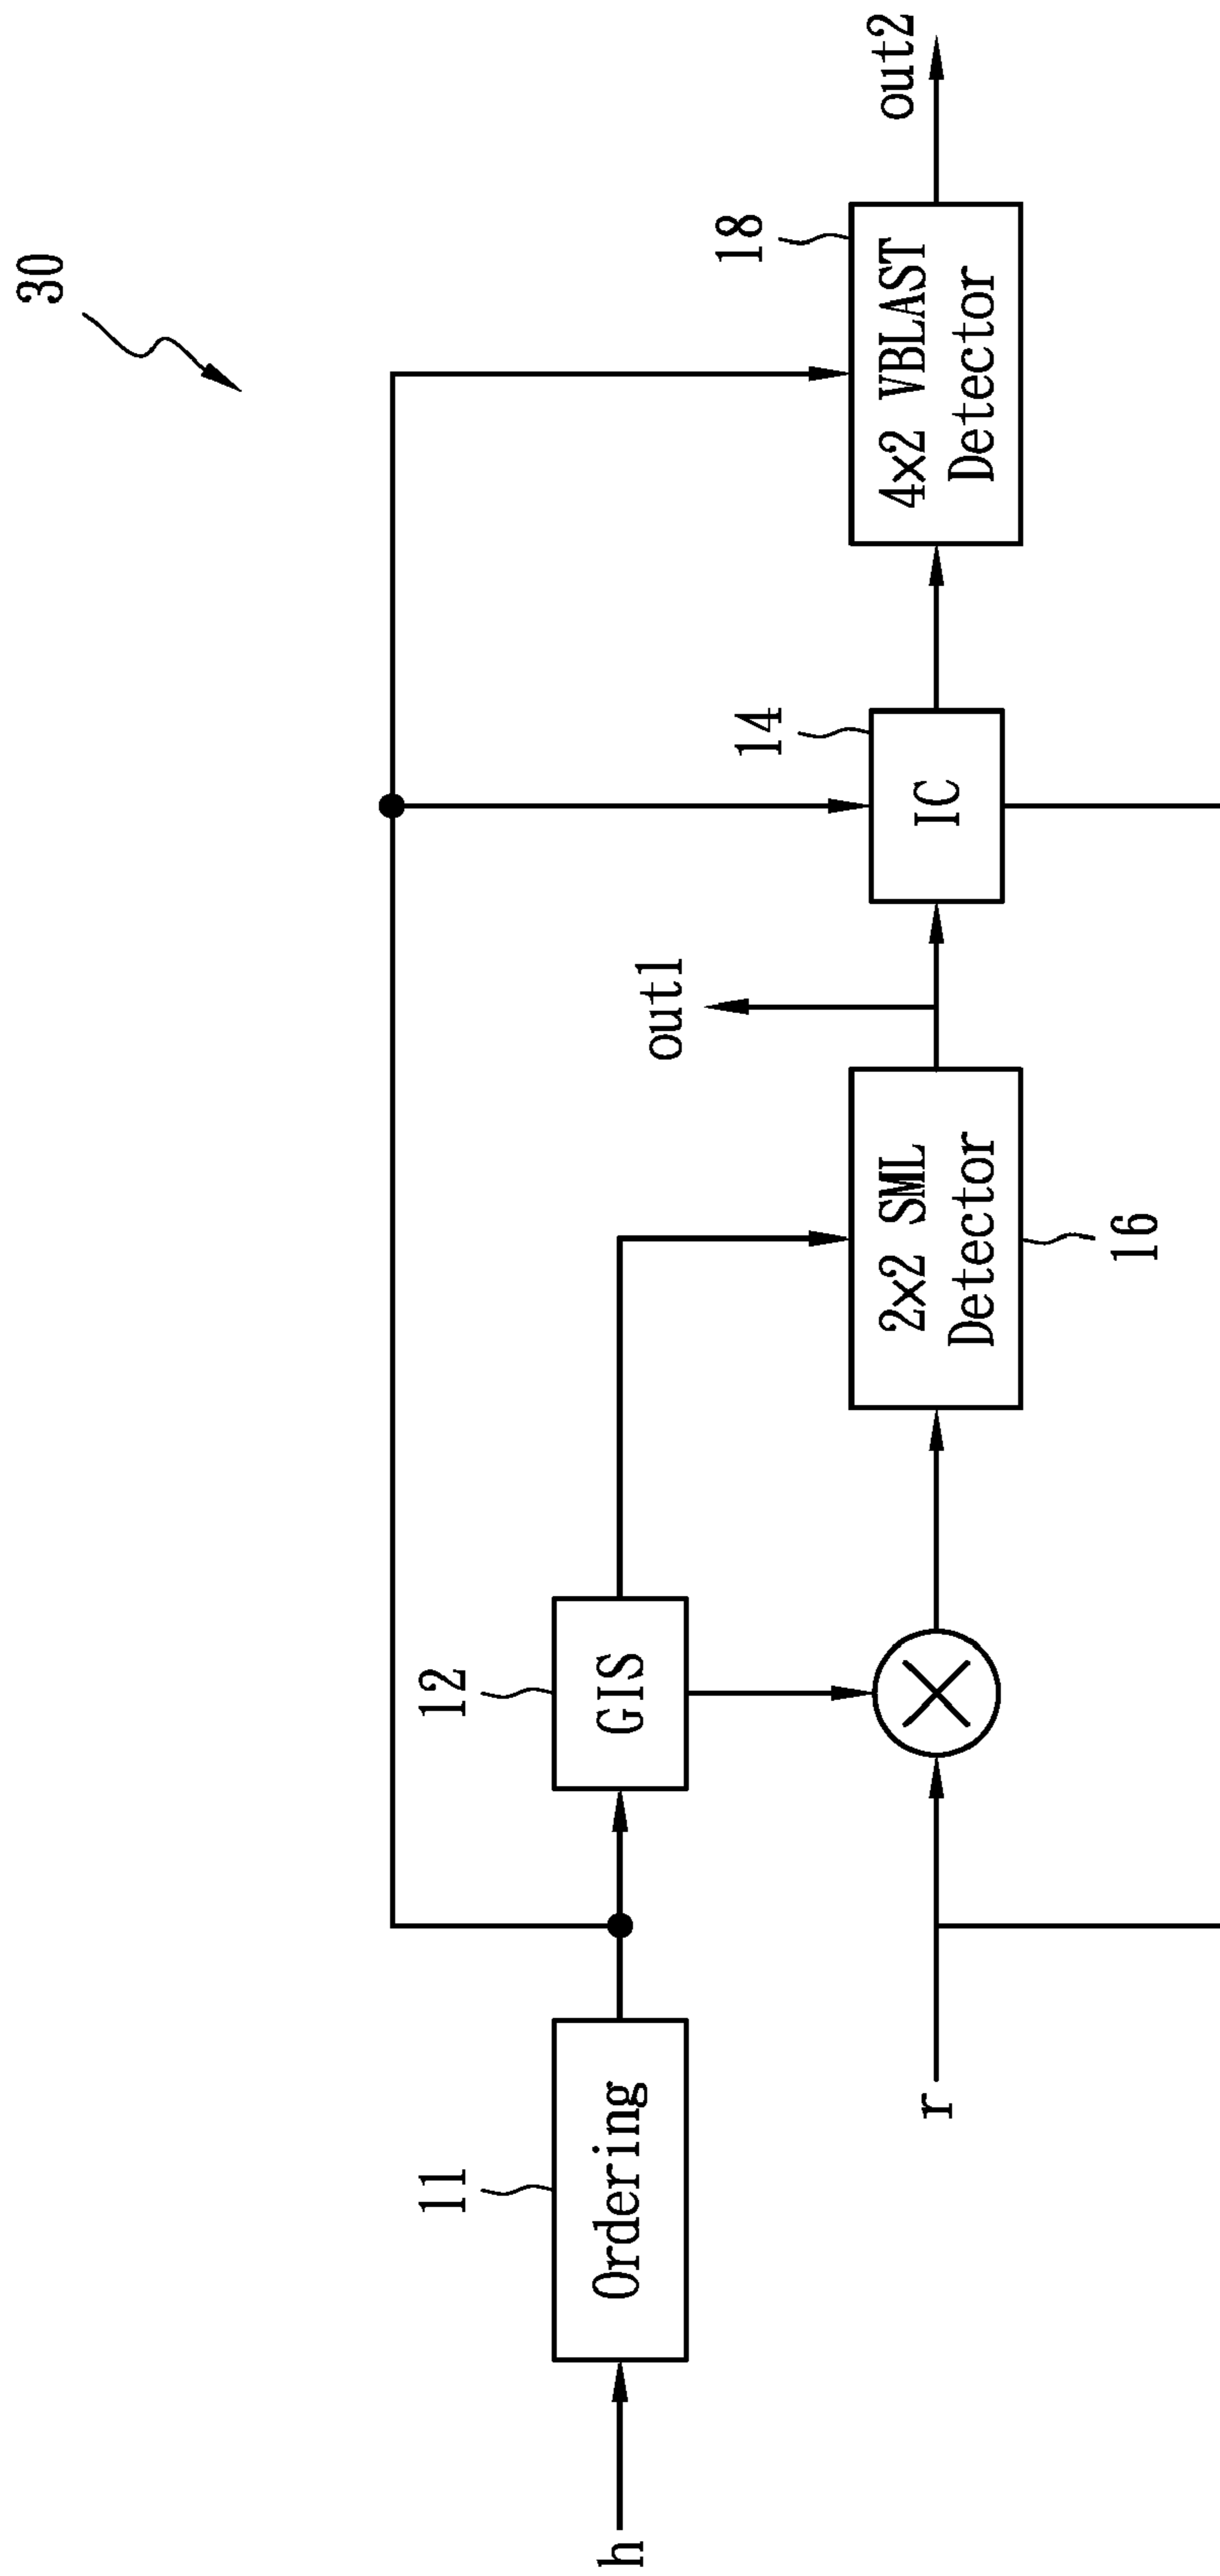 30
h
Ordering
11
GIS
12
r
2×2 SML
Detector
16
out1
IC
14
4×2 VBLAST
Detector
18
out2